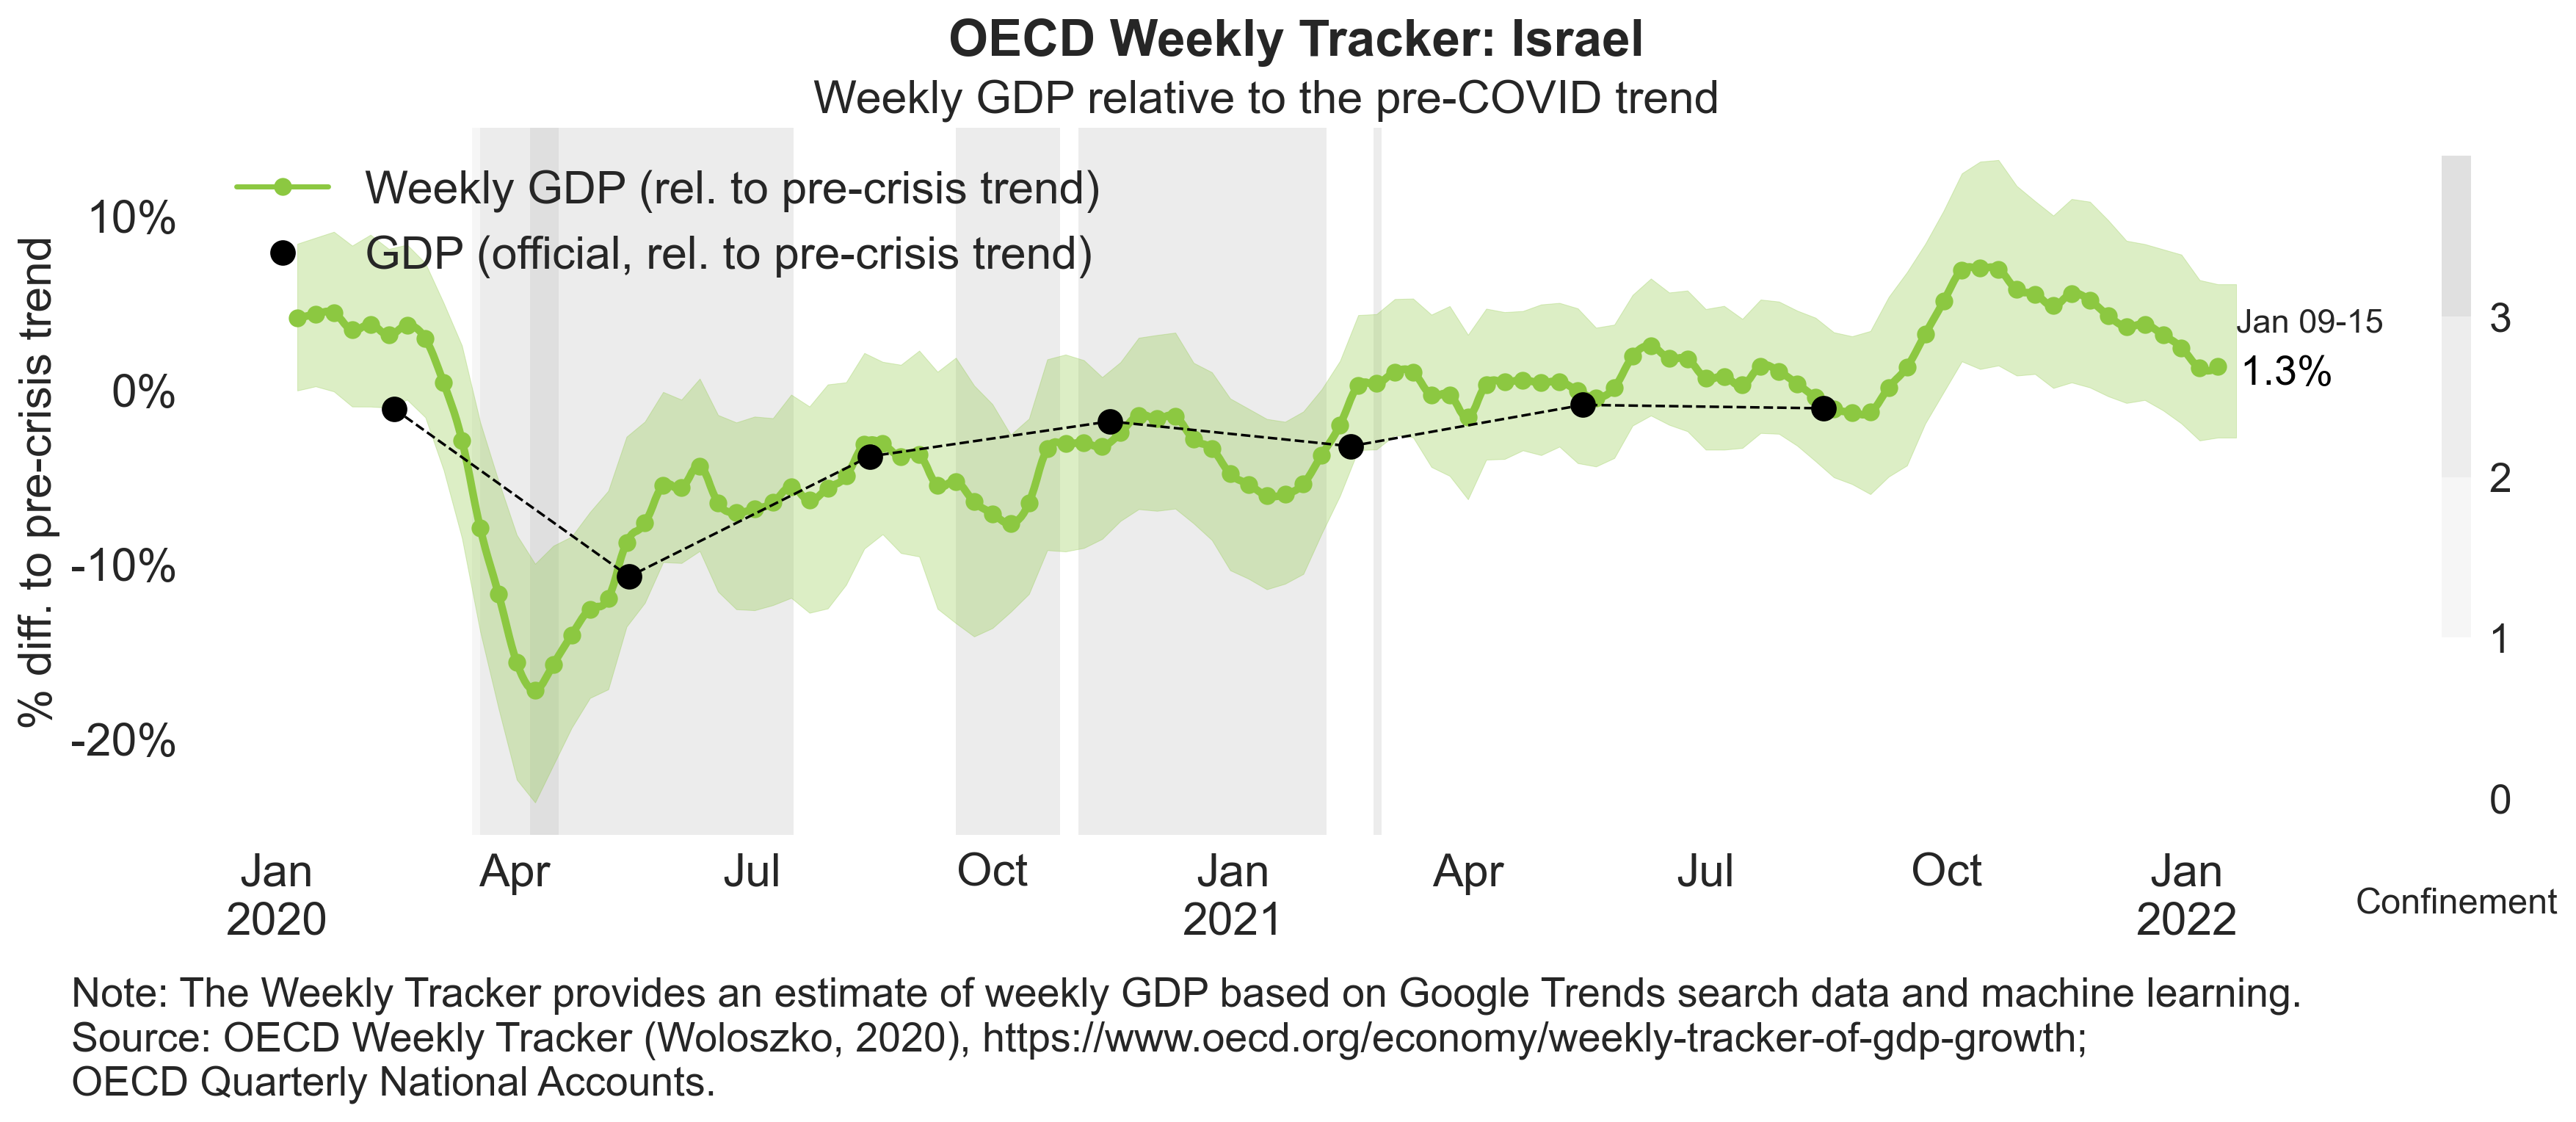 OECD Weekly Tracker: Israel
Weekly GDP relative to the pre-COVID trend
Weekly GDP (rel. to pre-crisis trend)
GDP (official, rel. to pre-crisis trend)
% diff. to pre-crisis trend
10%
0%
-10%
-20%
Jan 09-15
1.3%
3
2
1
0
Confinement
Jan Apr Jul Oct Jan Apr Jul Oct Jan
2020 2021 2022
Note: The Weekly Tracker provides an estimate of weekly GDP based on Google Trends search data and machine learning.
Source: OECD Weekly Tracker (Woloszko, 2020), https://www.oecd.org/economy/weekly-tracker-of-gdp-growth;
OECD Quarterly National Accounts.